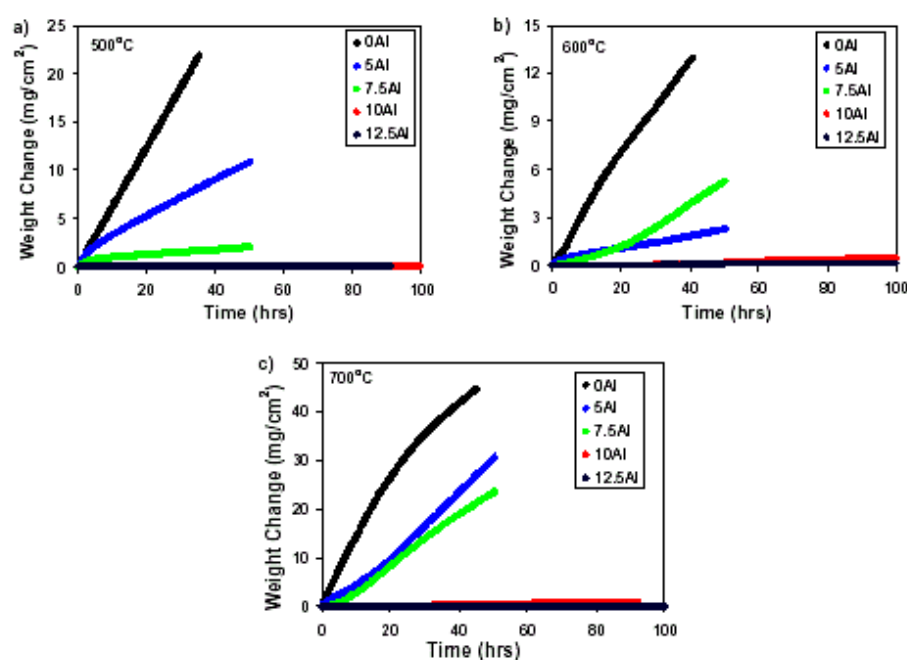 a)
500°C
Weight Change (mg/cm²)
25
20
15
10
5
0
0 20 40 60 80 100
Time (hrs)
0Al
5Al
7.5Al
10Al
12.5Al
b)
600°C
Weight Change (mg/cm²)
15
12
9
6
3
0
0 20 40 60 80 100
Time (hrs)
0Al
5Al
7.5Al
10Al
12.5Al
c)
700°C
Weight Change (mg/cm²)
50
40
30
20
10
0
0 20 40 60 80 100
Time (hrs)
0Al
5Al
7.5Al
10Al
12.5Al